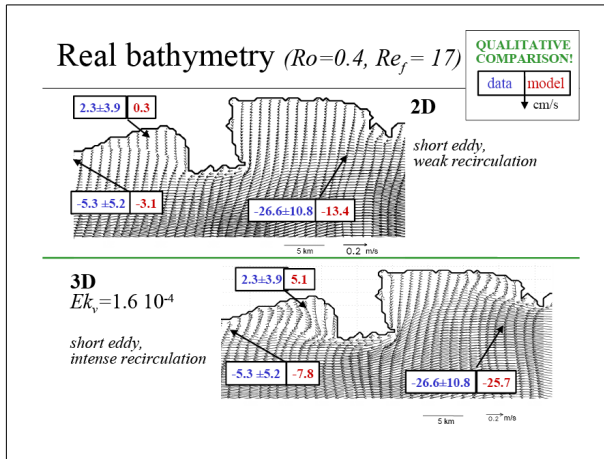 Real bathymetry (Ro=0.4, Ref = 17)
QUALITATIVE
COMPARISON!
data model
cm/s
2.3±3.9 0.3
2D
short eddy,
weak recirculation
-5.3 ±5.2 -3.1
-26.6±10.8 -13.4
5 km 0.2 m/s
3D
Ekv=1.6 10-4
short eddy,
intense recirculation
2.3±3.9 5.1
-5.3 ±5.2 -7.8
-26.6±10.8 -25.7
5 km 0.2 m/s